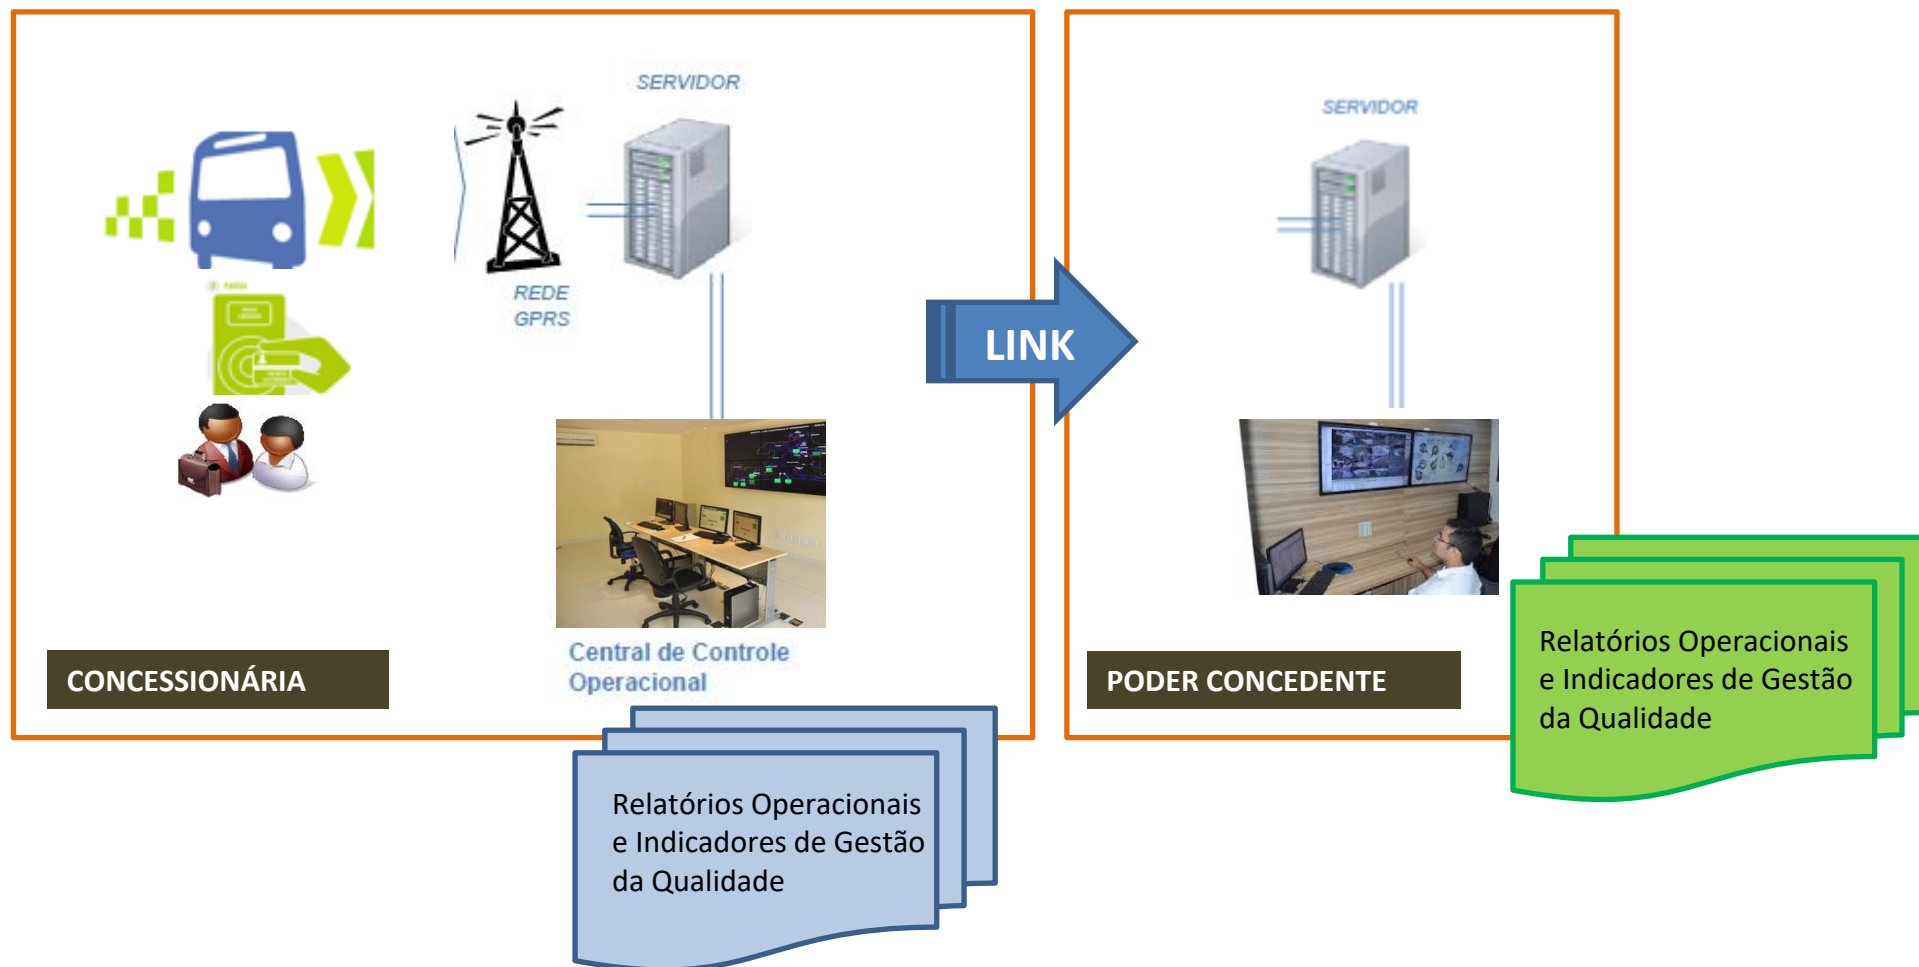 SERVIDOR
REDE
GPRS
Central de Controle
Operacional
CONCESSIONÁRIA
Relatórios Operacionais
e Indicadores de Gestão
da Qualidade
LINK
SERVIDOR
PODER CONCEDENTE
Relatórios Operacionais
e Indicadores de Gestão
da Qualidade